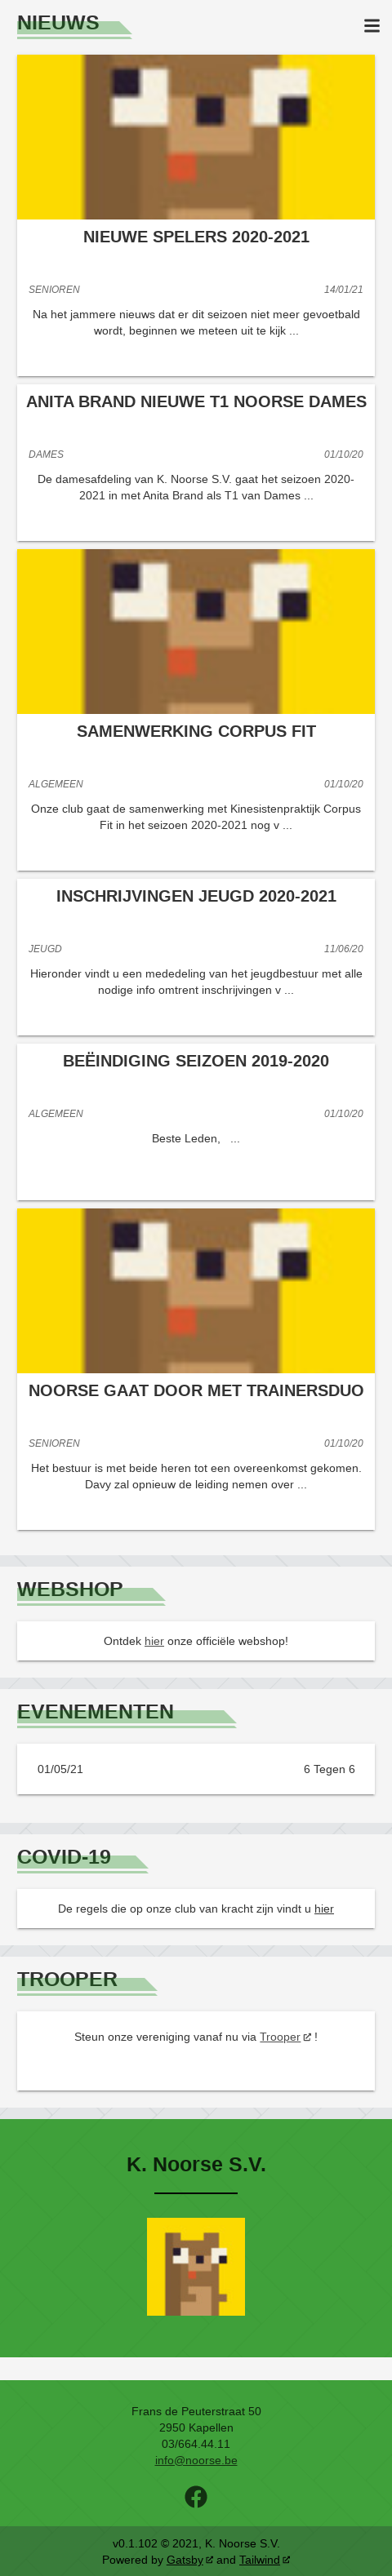 NIEUWS
NIEUWE SPELERS 2020-2021
SENIOREN 14/01/21
Na het jammere nieuws dat er dit seizoen niet meer gevoetbald
wordt, beginnen we meteen uit te kijk ...
ANITA BRAND NIEUWE T1 NOORSE DAMES
DAMES 01/10/20
De damesafdeling van K. Noorse S.V. gaat het seizoen 2020-
2021 in met Anita Brand als T1 van Dames ...
SAMENWERKING CORPUS FIT
ALGEMEEN 01/10/20
Onze club gaat de samenwerking met Kinesistenpraktijk Corpus
Fit in het seizoen 2020-2021 nog v ...
INSCHRIJVINGEN JEUGD 2020-2021
JEUGD 11/06/20
Hieronder vindt u een mededeling van het jeugdbestuur met alle
nodige info omtrent inschrijvingen v ...
BEËINDIGING SEIZOEN 2019-2020
ALGEMEEN 01/10/20
Beste Leden, ...
NOORSE GAAT DOOR MET TRAINERSDUO
SENIOREN 01/10/20
Het bestuur is met beide heren tot een overeenkomst gekomen.
Davy zal opnieuw de leiding nemen over ...
WEBSHOP
Ontdek hier onze officiële webshop!
EVENEMENTEN
01/05/21 6 Tegen 6
COVID-19
De regels die op onze club van kracht zijn vindt u hier
TROOPER
Steun onze vereniging vanaf nu via Trooper !
K. Noorse S.V.
Frans de Peuterstraat 50
2950 Kapellen
03/664.44.11
info@noorse.be
v0.1.102 © 2021, K. Noorse S.V.
Powered by Gatsby and Tailwind